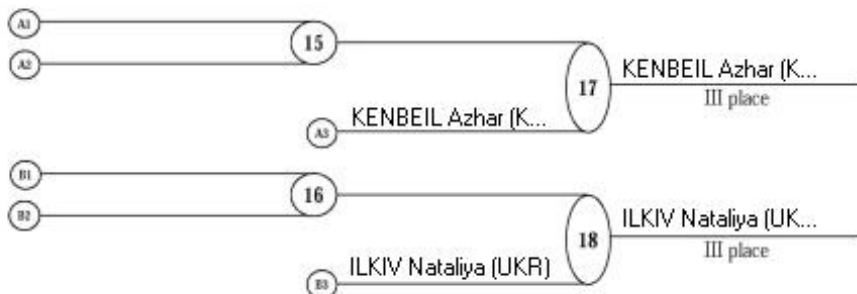 A1
15
A2
KENBEIL Azhar (K...
17
III place
A3 KENBEIL Azhar (K...
B1
16
B2
ILKIV Nataliya (UK...
18
III place
B3 ILKIV Nataliya (UKR)